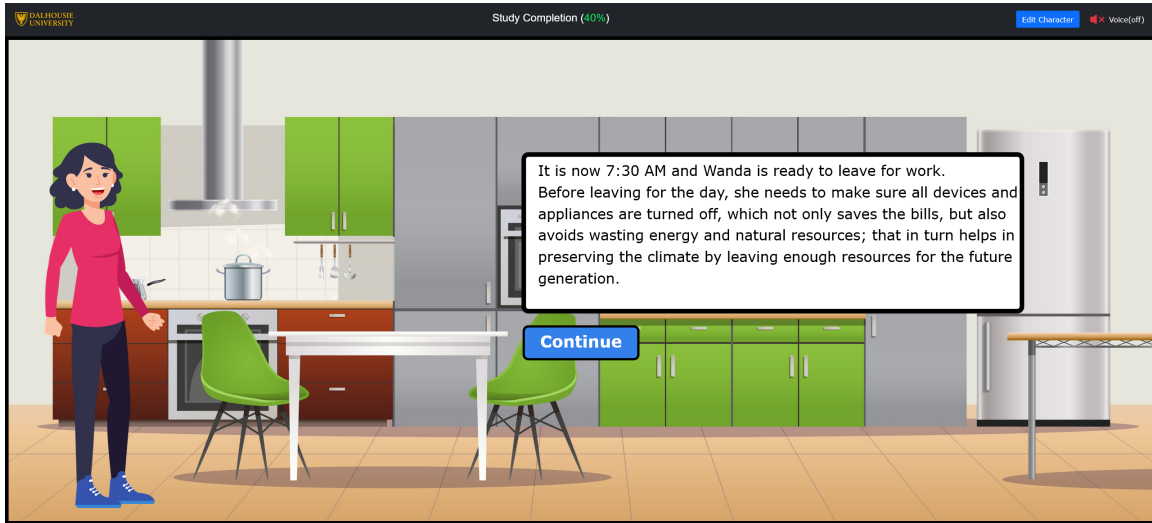 DALHOUSIE
UNIVERSITY
Study Completion (40%)
Edit Character
Voice(off)
It is now 7:30 AM and Wanda is ready to leave for work.
Before leaving for the day, she needs to make sure all devices and
appliances are turned off, which not only saves the bills, but also
avoids wasting energy and natural resources; that in turn helps in
preserving the climate by leaving enough resources for the future
generation.
Continue